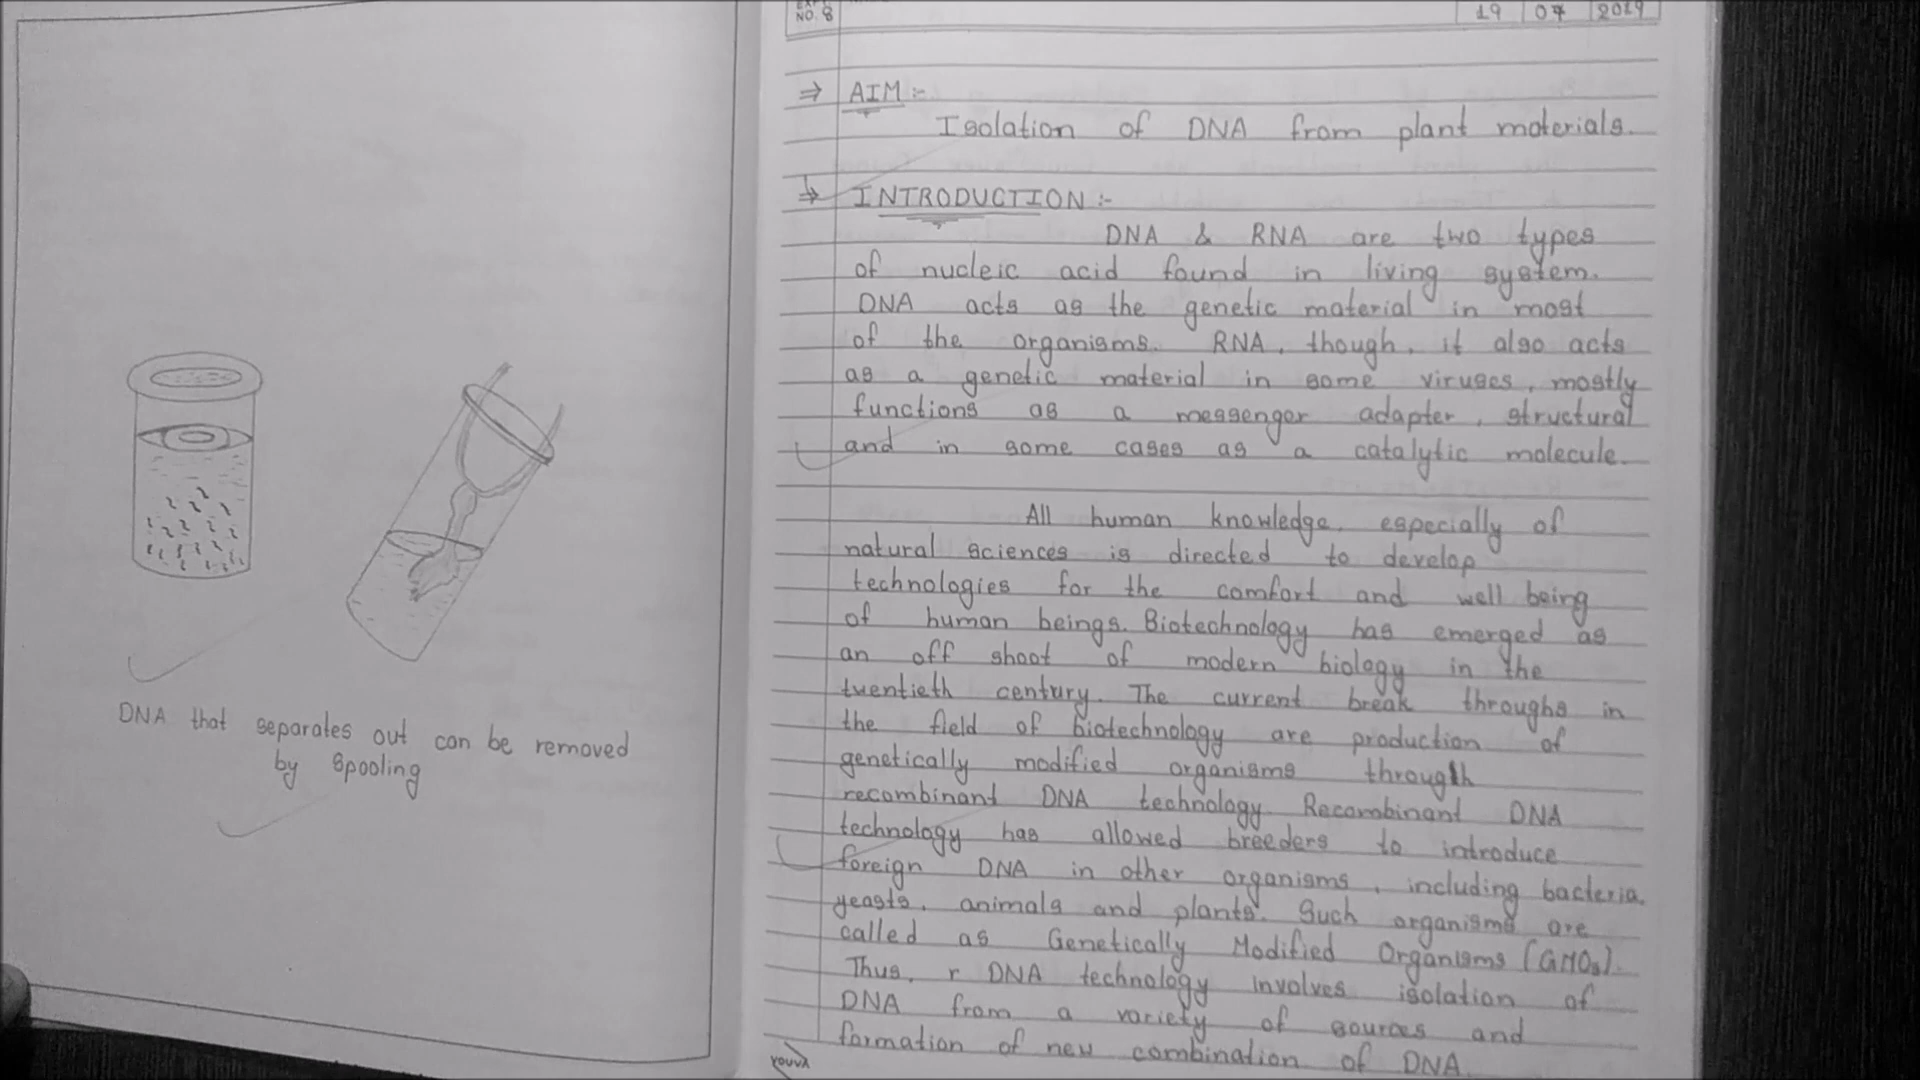 DNA that separates out can be removed
by spooling
NO. 8
19 07 2019
⇒ AIM :-
Isolation of DNA from plant materials.
⇒ INTRODUCTION :-
DNA & RNA are two types
of nucleic acid found in living system.
DNA acts as the genetic material in most
of the organisms. RNA, though, it also acts
as a genetic material in some viruses, mostly
functions as a messenger adapter, structural
and in some cases as a catalytic molecule.
All human knowledge, especially of
natural sciences is directed to develop
technologies for the comfort and well being
of human beings. Biotechnology has emerged as
an off shoot of modern biology in the
twentieth century. The current break throughs in
the field of biotechnology are production of
genetically modified organisms through
recombinant DNA technology. Recombinant DNA
technology has allowed breeders to introduce
foreign DNA in other organisms, including bacteria,
yeasts, animals and plants. Such organisms are
called as Genetically Modified Organisms (GMOs).
Thus, r DNA technology involves isolation of
DNA from a variety of sources and
formation of new combination of DNA.
YOUVA